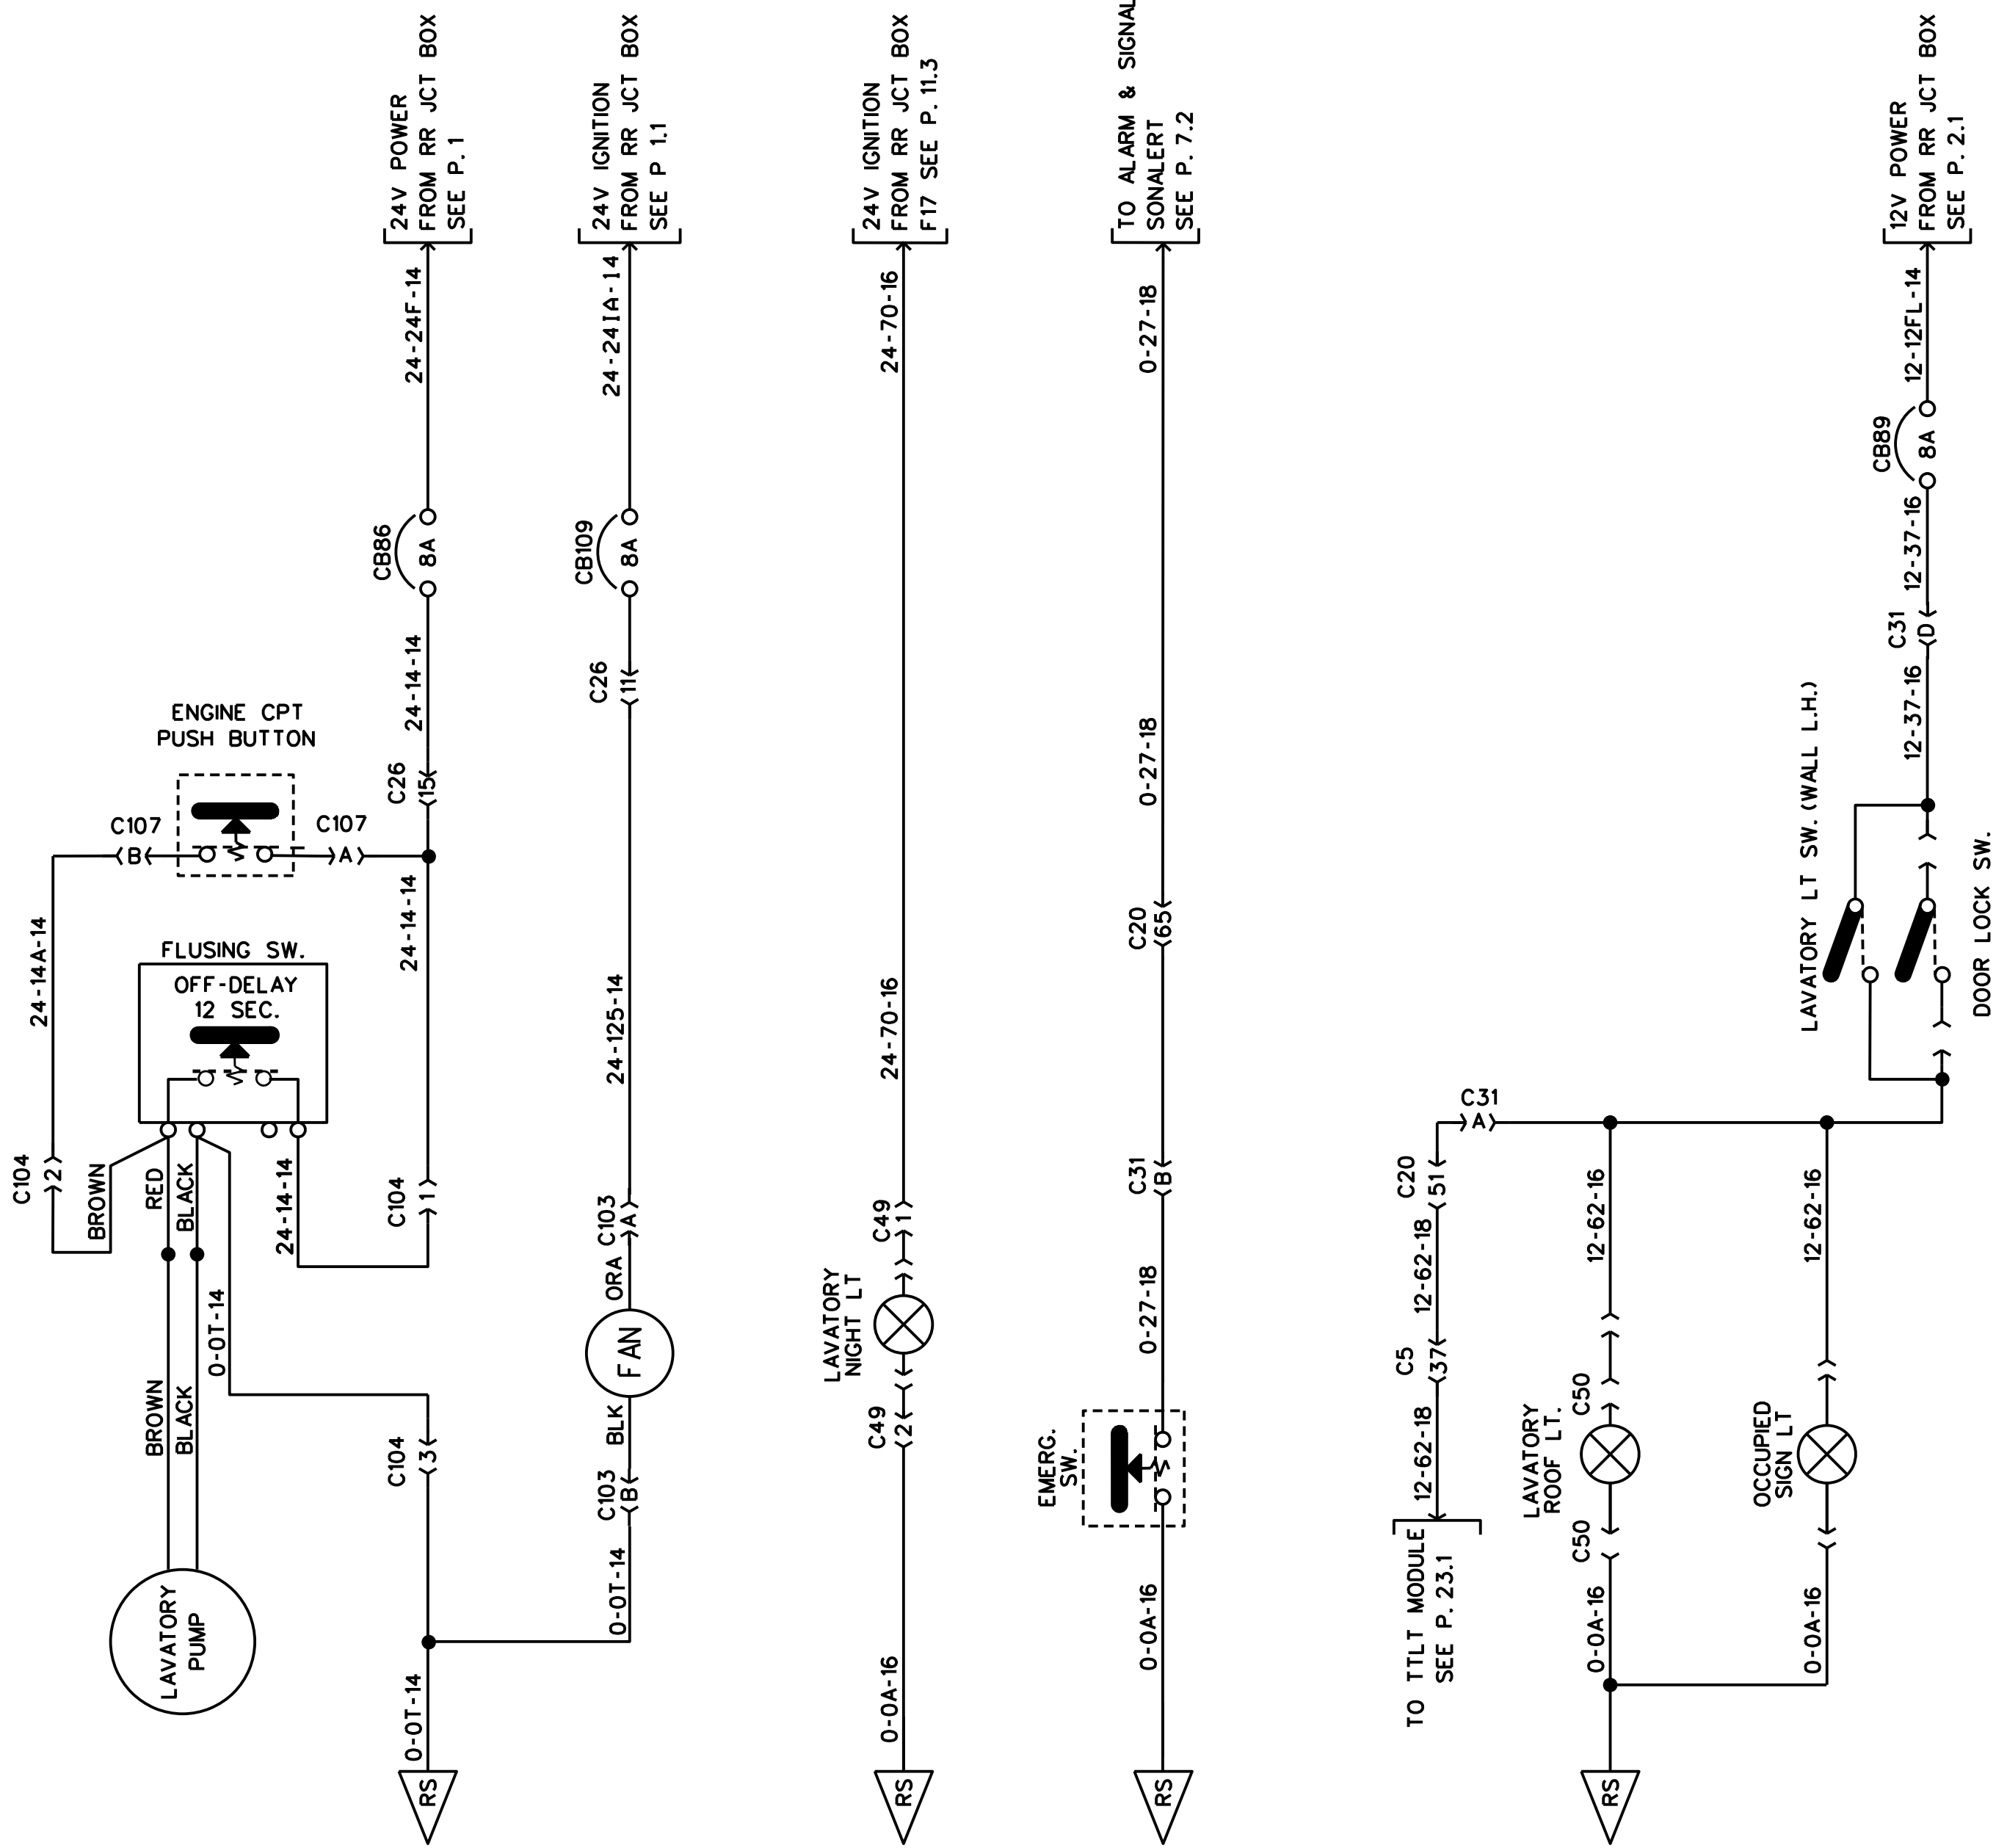 24V POWER
FROM RR JCT BOX
SEE P. 1
24V IGNITION
FROM RR JCT BOX
SEE P 1.1
24V IGNITION
FROM RR JCT BOX
F17 SEE P. 11.3
TO ALARM & SIGNAL
SONALERT
SEE P. 7.2
12V POWER
FROM RR JCT BOX
SEE P. 2.1
24-24F-14
24-24IA-14
24-70-16
0-27-18
12-12FL-14
CB89
8A
CB86
8A
CB109
8A
12-37-16
C31
D
24-14-14
C26
11
12-37-16
ENGINE CPT
PUSH BUTTON
C26
15
0-27-18
LAVATORY LT SW. (WALL L.H.)
DOOR LOCK SW.
C107
B
C107
A
24-14A-14
24-14-14
C20
65
FLUSING SW.
OFF-DELAY
12 SEC.
24-125-14
24-70-16
C31
A
C104
2
BROWN
RED
BLACK
24-14-14
C104
1
C103
A
C49
1
C31
B
C20
51
12-62-16
12-62-16
ORA
0-0T-14
FAN
LAVATORY
NIGHT LT
0-27-18
12-62-18
C5
37
BROWN
BLACK
C104
3
BLK
C103
B
C49
2
EMERG.
SW.
12-62-18
C50
LAVATORY
ROOF LT.
C50
OCCUPIED
SIGN LT
TO TTLT MODULE
SEE P. 23.1
LAVATORY
PUMP
0-0T-14
0-0T-14
0-0A-16
0-0A-16
0-0A-16
0-0A-16
RS
RS
RS
RS